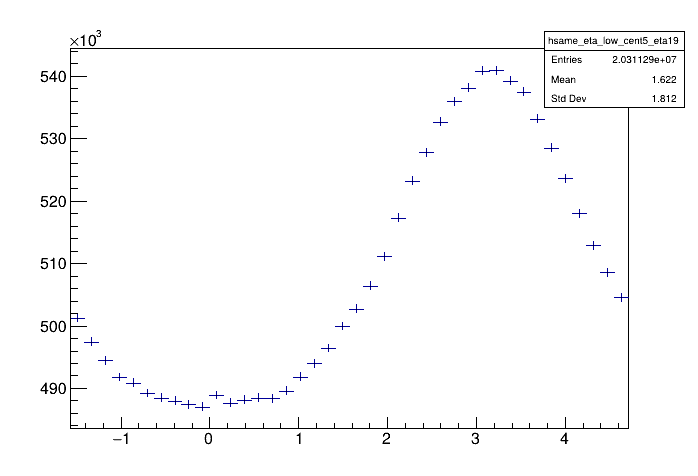 ×10³
hsame_eta_low_cent5_eta19
Entries 2.031129e+07
Mean 1.622
Std Dev 1.812
540
530
520
510
500
490
−1 0 1 2 3 4